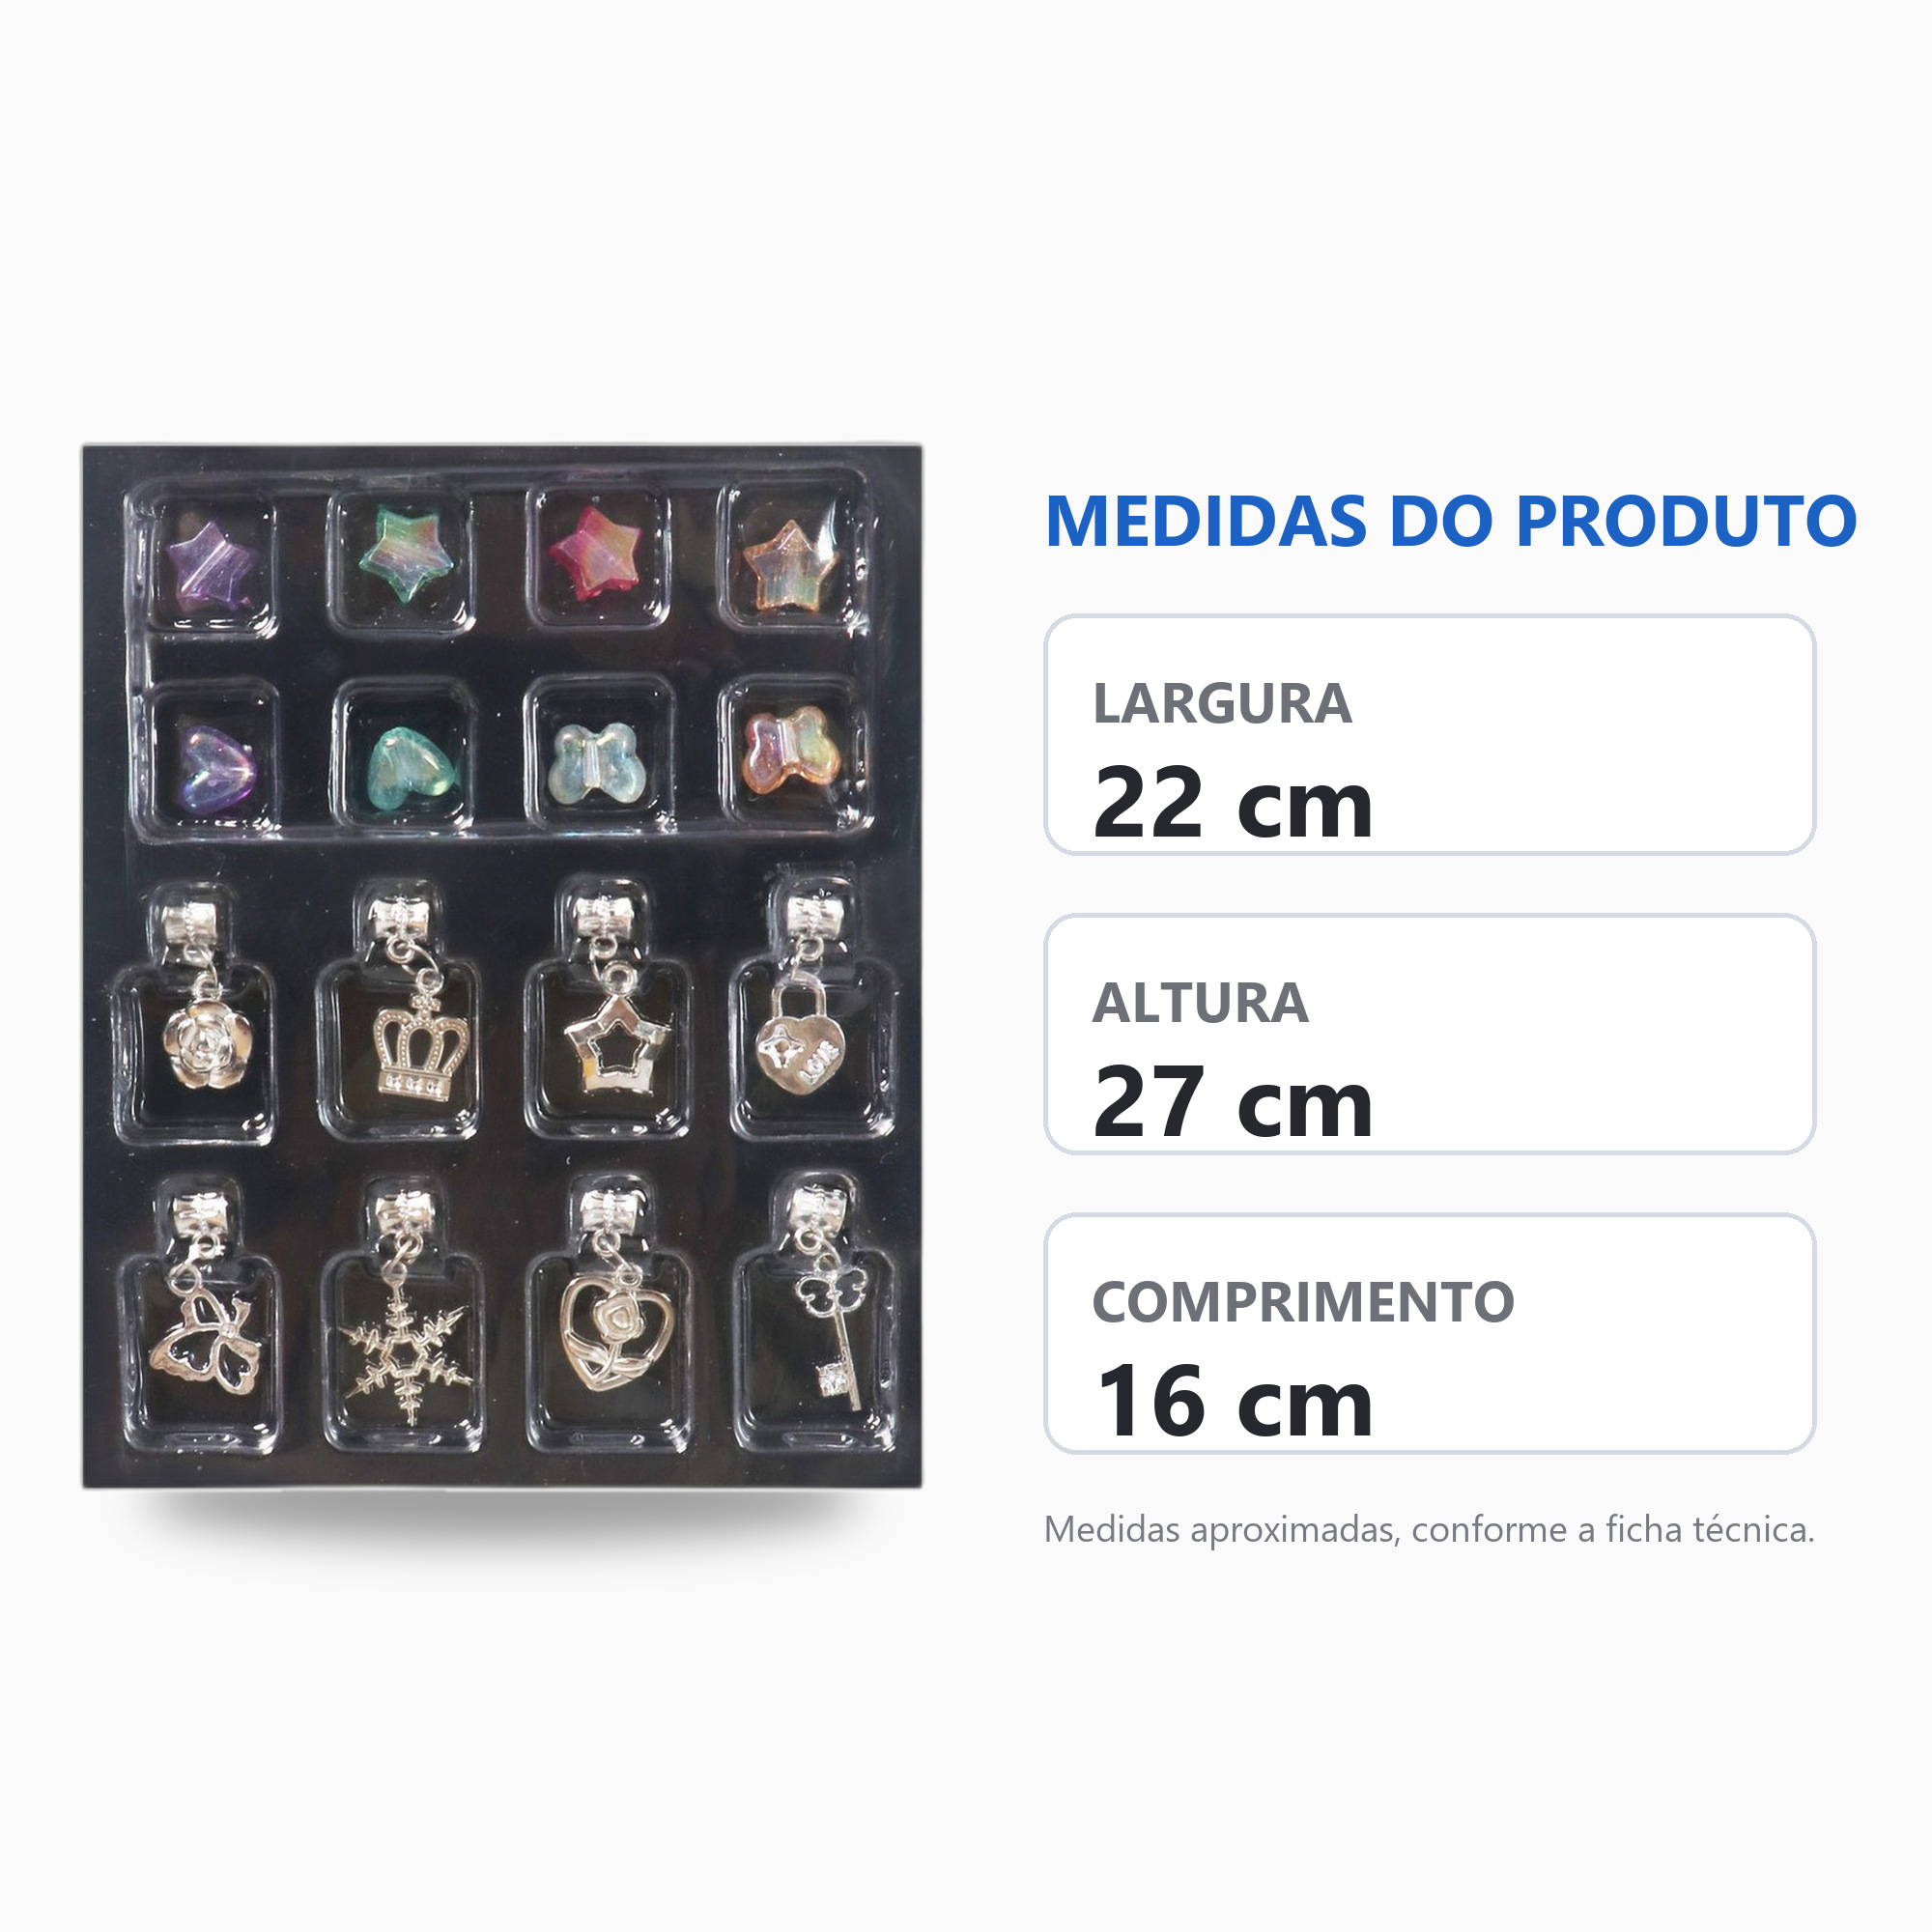 MEDIDAS DO PRODUTO
LARGURA
22 cm
ALTURA
27 cm
COMPRIMENTO
16 cm
Medidas aproximadas, conforme a ficha técnica.